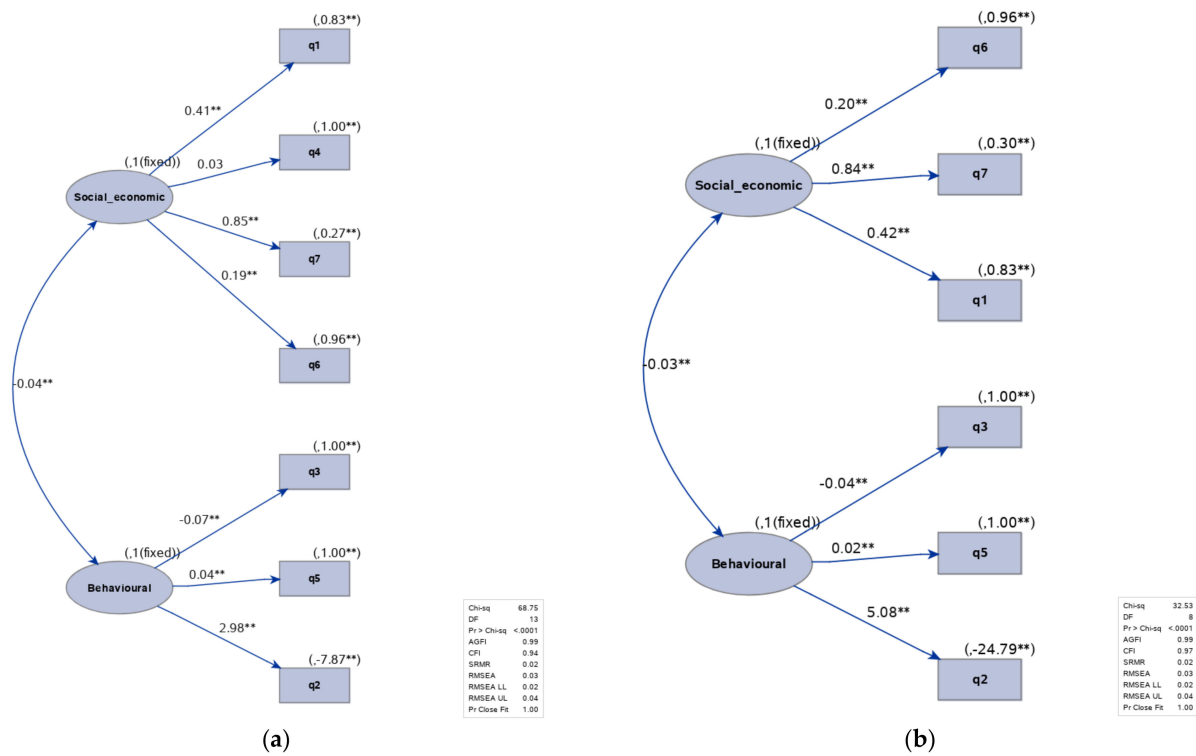 (,0.83**)
q1
0.41**
(,1.00**)
q4
(,1(fixed))
0.03
Social_economic
0.85**
(,0.27**)
q7
0.19**
(,0.96**)
q6
-0.04**
(,1.00**)
q3
-0.07**
(,1(fixed))
(,1.00**)
q5
0.04**
Behavioural
2.98**
(,-7.87**)
q2
Chi-sq 68.75
DF 13
Pr > Chi-sq <.0001
AGFI 0.99
CFI 0.94
SRMR 0.02
RMSEA 0.03
RMSEA LL 0.02
RMSEA UL 0.04
Pr Close Fit 1.00
(a)
(,0.96**)
q6
0.20**
(,1(fixed))
(,0.30**)
q7
0.84**
Social_economic
0.42**
(,0.83**)
q1
-0.03**
(,1.00**)
q3
-0.04**
(,1(fixed))
(,1.00**)
q5
0.02**
Behavioural
5.08**
(,-24.79**)
q2
Chi-sq 32.53
DF 8
Pr > Chi-sq <.0001
AGFI 0.99
CFI 0.97
SRMR 0.02
RMSEA 0.03
RMSEA LL 0.02
RMSEA UL 0.04
Pr Close Fit 1.00
(b)